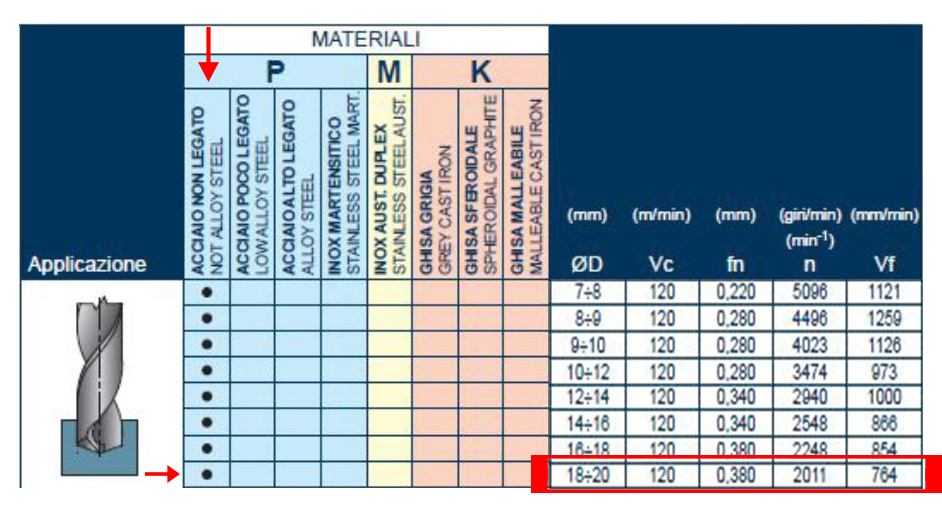 MATERIALI
P M K
ACCIAIO NON LEGATO
NOT ALLOY STEEL
ACCIAIO POCO LEGATO
LOW ALLOY STEEL
ACCIAIO ALTO LEGATO
ALLOY STEEL
INOX MARTENSITICO
STAINLESS STEEL MART.
INOX AUST. DUPLEX
STAINLESS STEEL AUST.
GHISA GRIGIA
GREY CAST IRON
GHISA SFEROIDALE
SPHEROIDAL GRAPHITE
GHISA MALLEABILE
MALLEABLE CAST IRON
(mm) (m/min) (mm) (giri/min) (mm/min)
(min⁻¹)
Applicazione ØD Vc fn n Vf
● 7÷8 120 0,220 5096 1121
● 8÷9 120 0,280 4496 1259
● 9÷10 120 0,280 4023 1126
● 10÷12 120 0,280 3474 973
● 12÷14 120 0,340 2940 1000
● 14÷16 120 0,340 2548 866
● 16÷18 120 0,380 2248 854
● 18÷20 120 0,380 2011 764